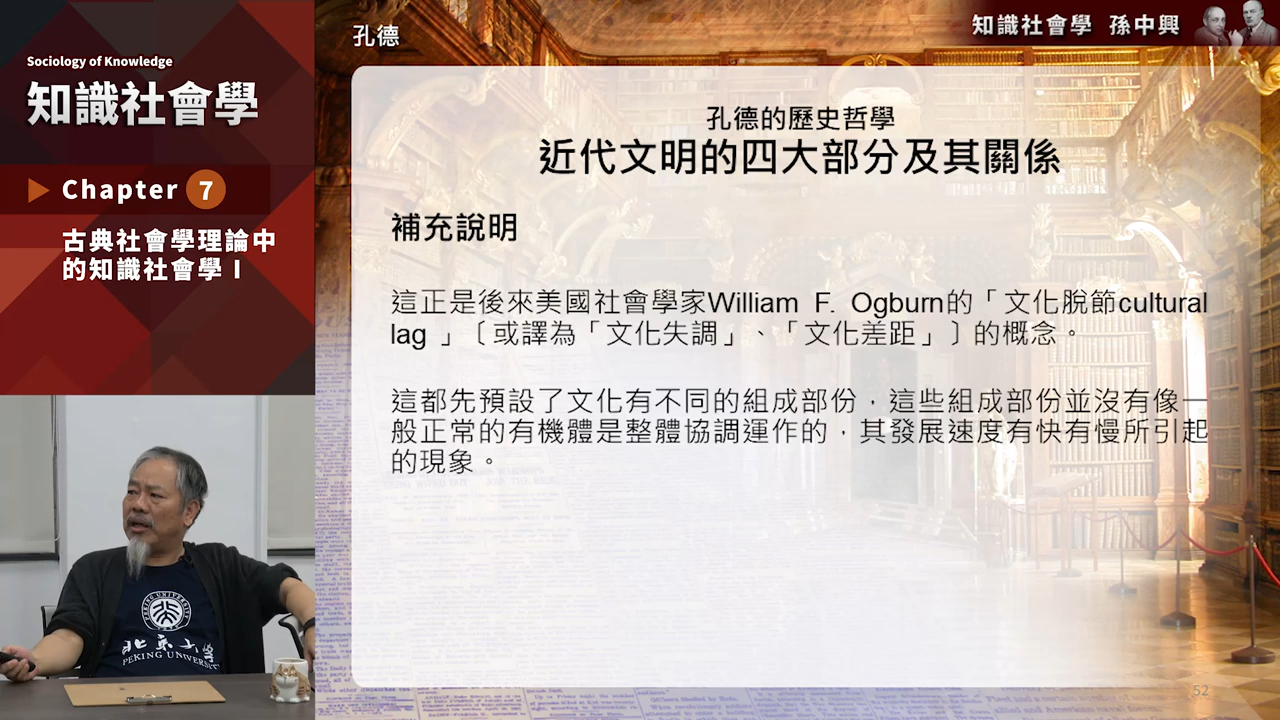 孔德
知識社會學 孫中興
Sociology of Knowledge
知識社會學
Chapter 7
古典社會學理論中
的知識社會學 I
孔德的歷史哲學
近代文明的四大部分及其關係
補充說明
這正是後來美國社會學家William F. Ogburn的「文化脫節cultural
lag 」〔或譯為「文化失調」、「文化差距」〕的概念。
這都先預設了文化有不同的組成部份，這些組成部份並沒有像一
般正常的有機體是整體協調運作的，其發展速度有快有慢所引起
的現象。
PEKING UNIVERSITY
北京大學
PEKING UNIVERSITY
52